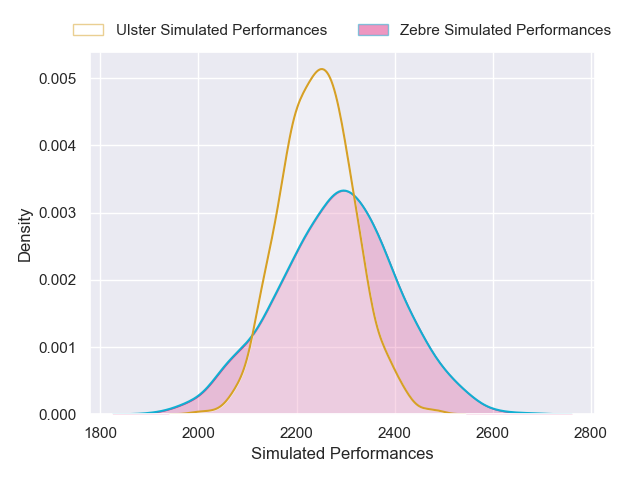 Ulster Simulated Performances Zebre Simulated Performances
0.005
0.004
0.003
0.002
0.001
0.000
Density
1800 2000 2200 2400 2600 2800
Simulated Performances